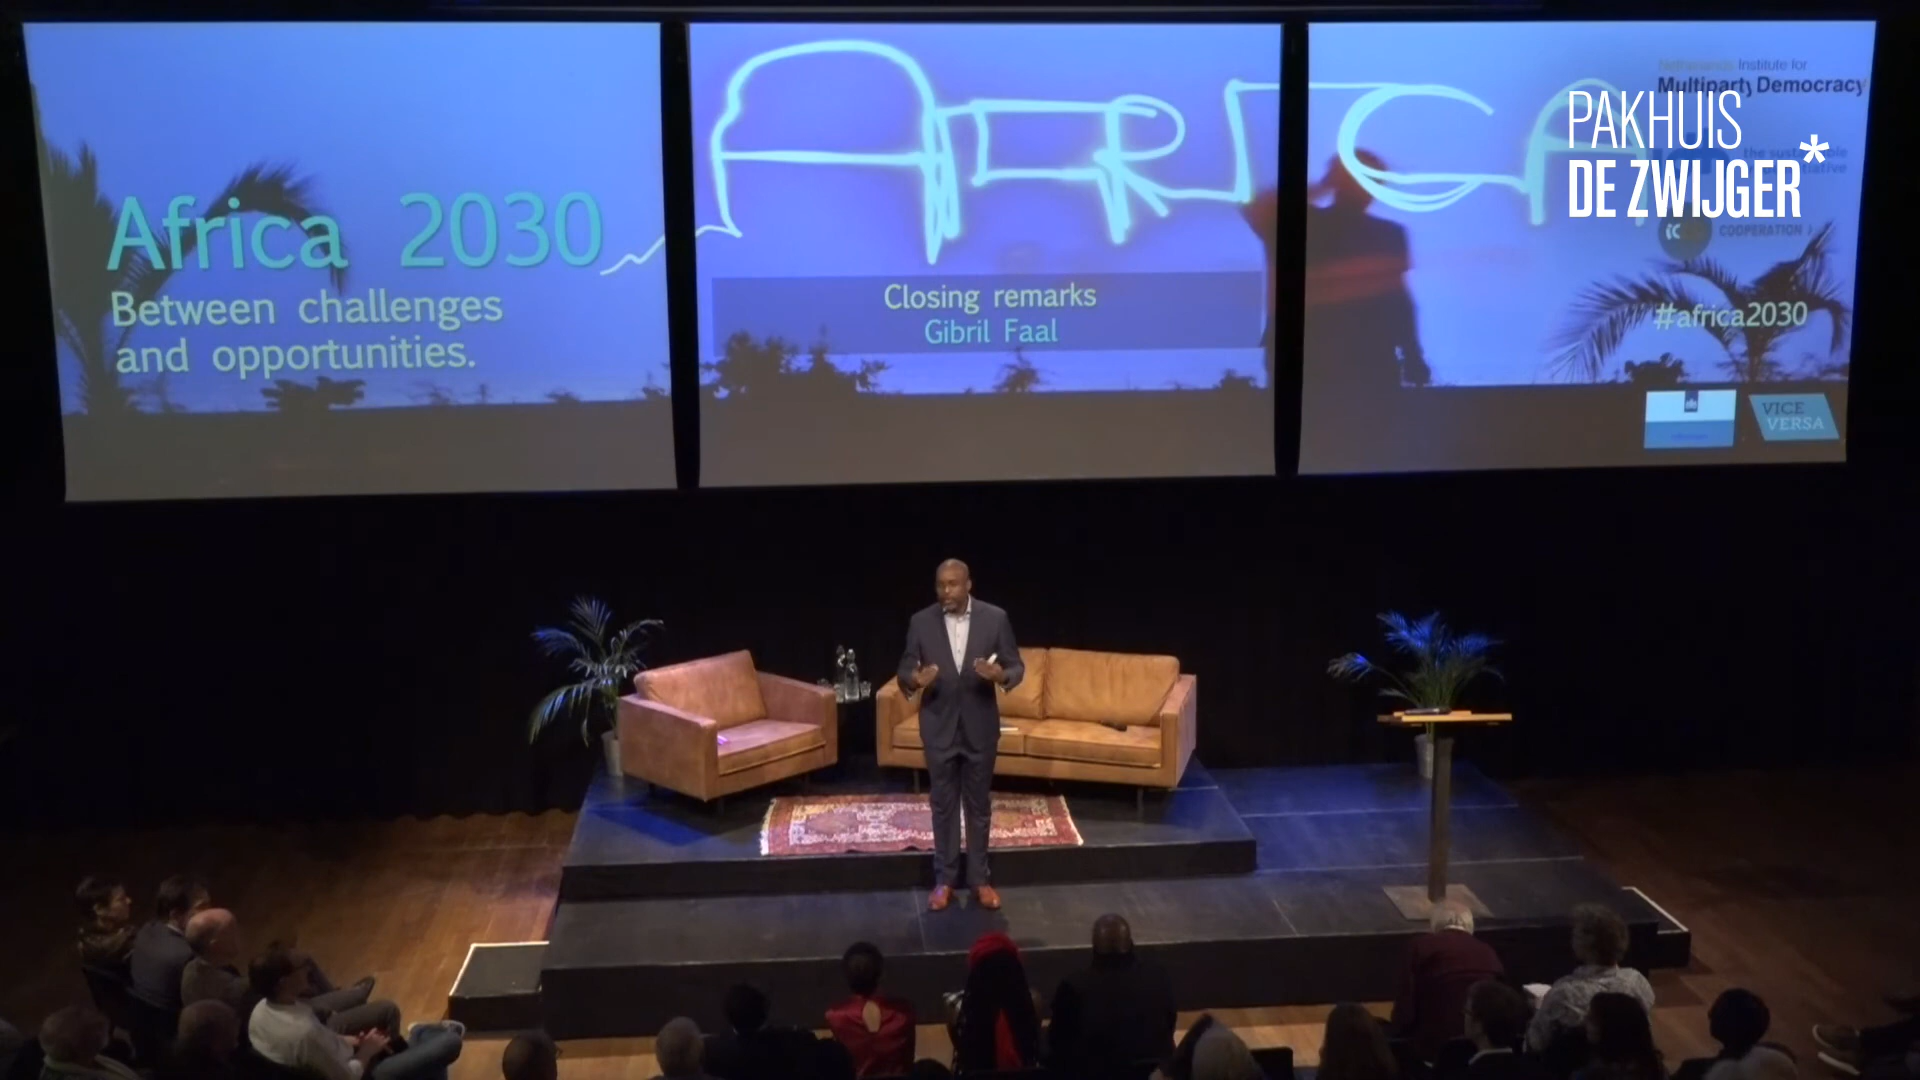 Africa 2030
Between challenges
and opportunities.
AFRICA
Closing remarks
Gibril Faal
Institute for
Multiparty Democracy
PAKHUIS
DE ZWIJGER*
COOPERATION
#africa2030
VICE
VERSA